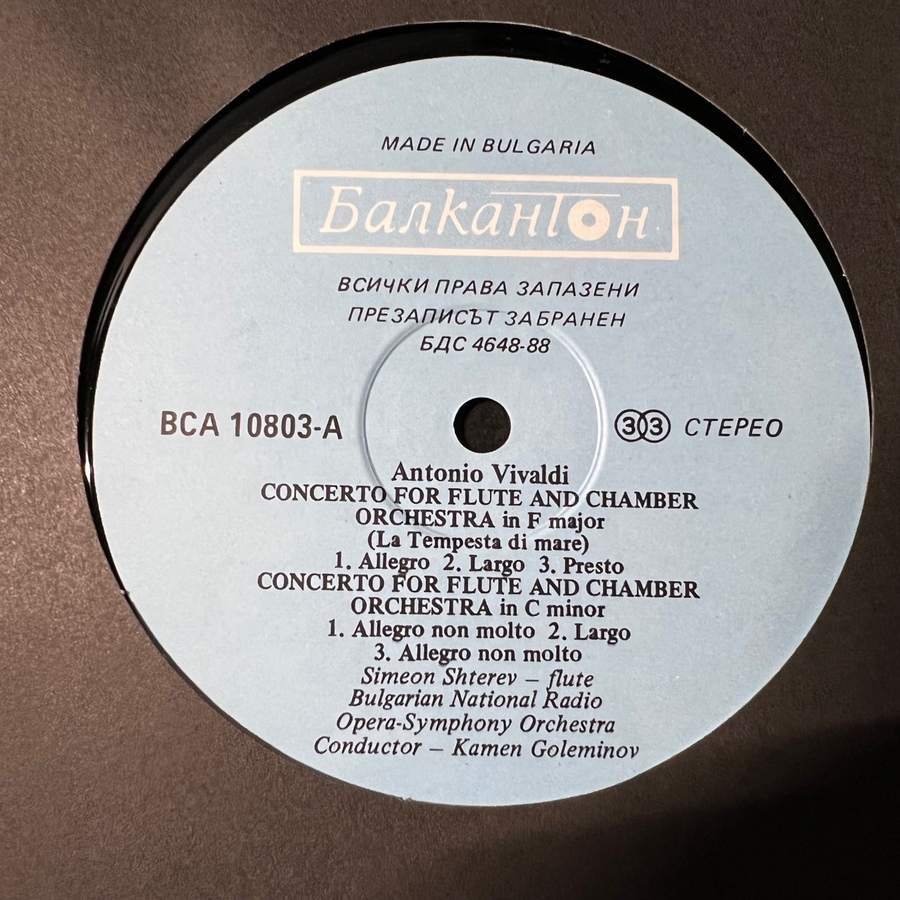 MADE IN BULGARIA
Балкантон
ВСИЧКИ ПРАВА ЗАПАЗЕНИ
ПРЕЗАПИСЪТ ЗАБРАНЕН
БДС 4648-88
ВСА 10803-А
33 СТЕРЕО
Antonio Vivaldi
CONCERTO FOR FLUTE AND CHAMBER
ORCHESTRA in F major
(La Tempesta di mare)
1. Allegro 2. Largo 3. Presto
CONCERTO FOR FLUTE AND CHAMBER
ORCHESTRA in C minor
1. Allegro non molto 2. Largo
3. Allegro non molto
Simeon Shterev – flute
Bulgarian National Radio
Opera-Symphony Orchestra
Conductor – Kamen Goleminov